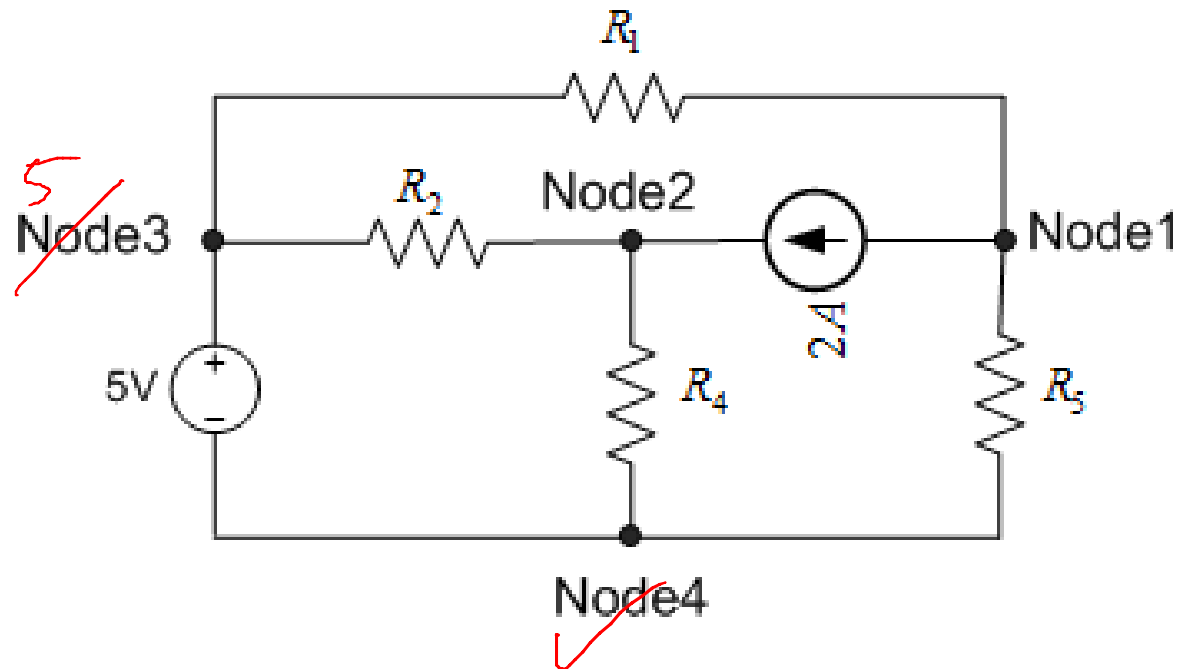 R₁
5
Node3
R₂
Node2
Node1
2A
5V
+
−
R₄
R₅
Node4